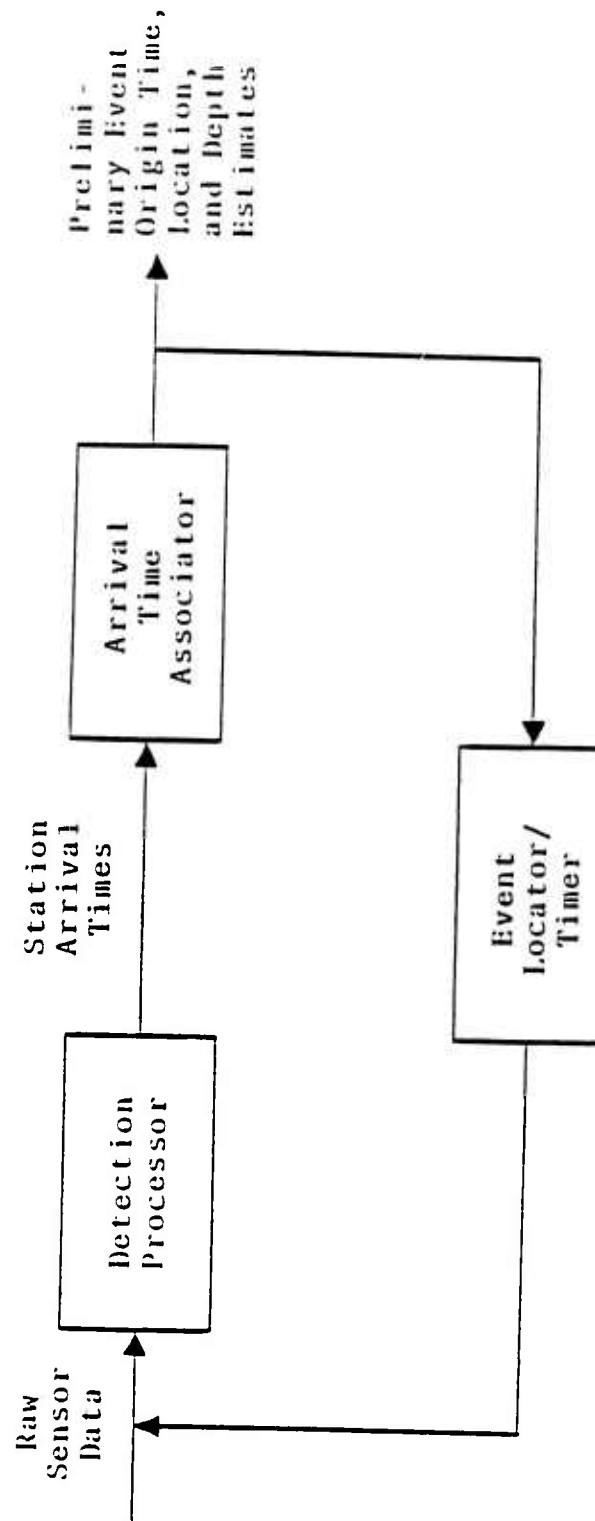 Raw
Sensor
Data
Detection
Processor
Station
Arrival
Times
Arrival
Time
Associator
Prelimi-
nary Event
Origin Time,
Location,
and Depth
Estimates
Event
Locator/
Timer